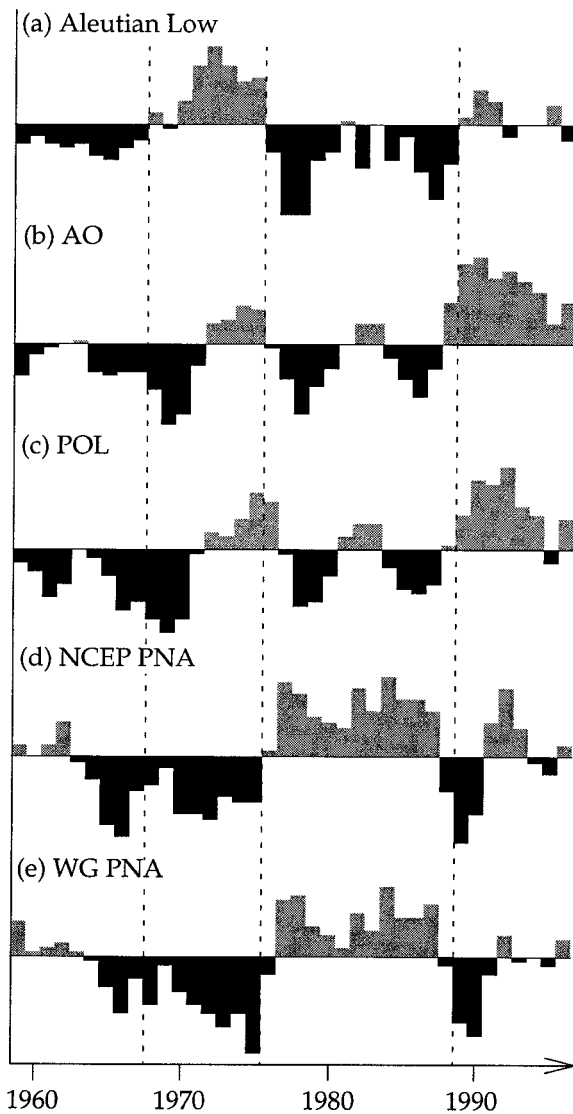 (a) Aleutian Low
(b) AO
(c) POL
(d) NCEP PNA
(e) WG PNA
1960 1970 1980 1990